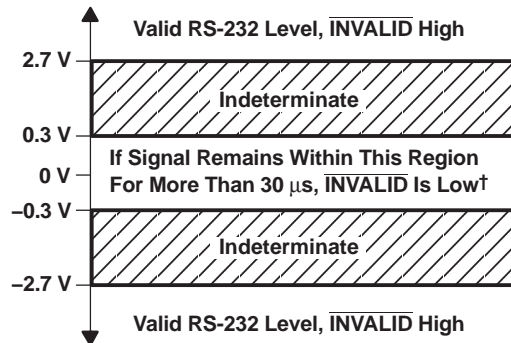 Valid RS-232 Level, INVALID High
2.7 V
Indeterminate
0.3 V
If Signal Remains Within This Region
0 V
For More Than 30 μs, INVALID Is Low†
–0.3 V
Indeterminate
–2.7 V
Valid RS-232 Level, INVALID High